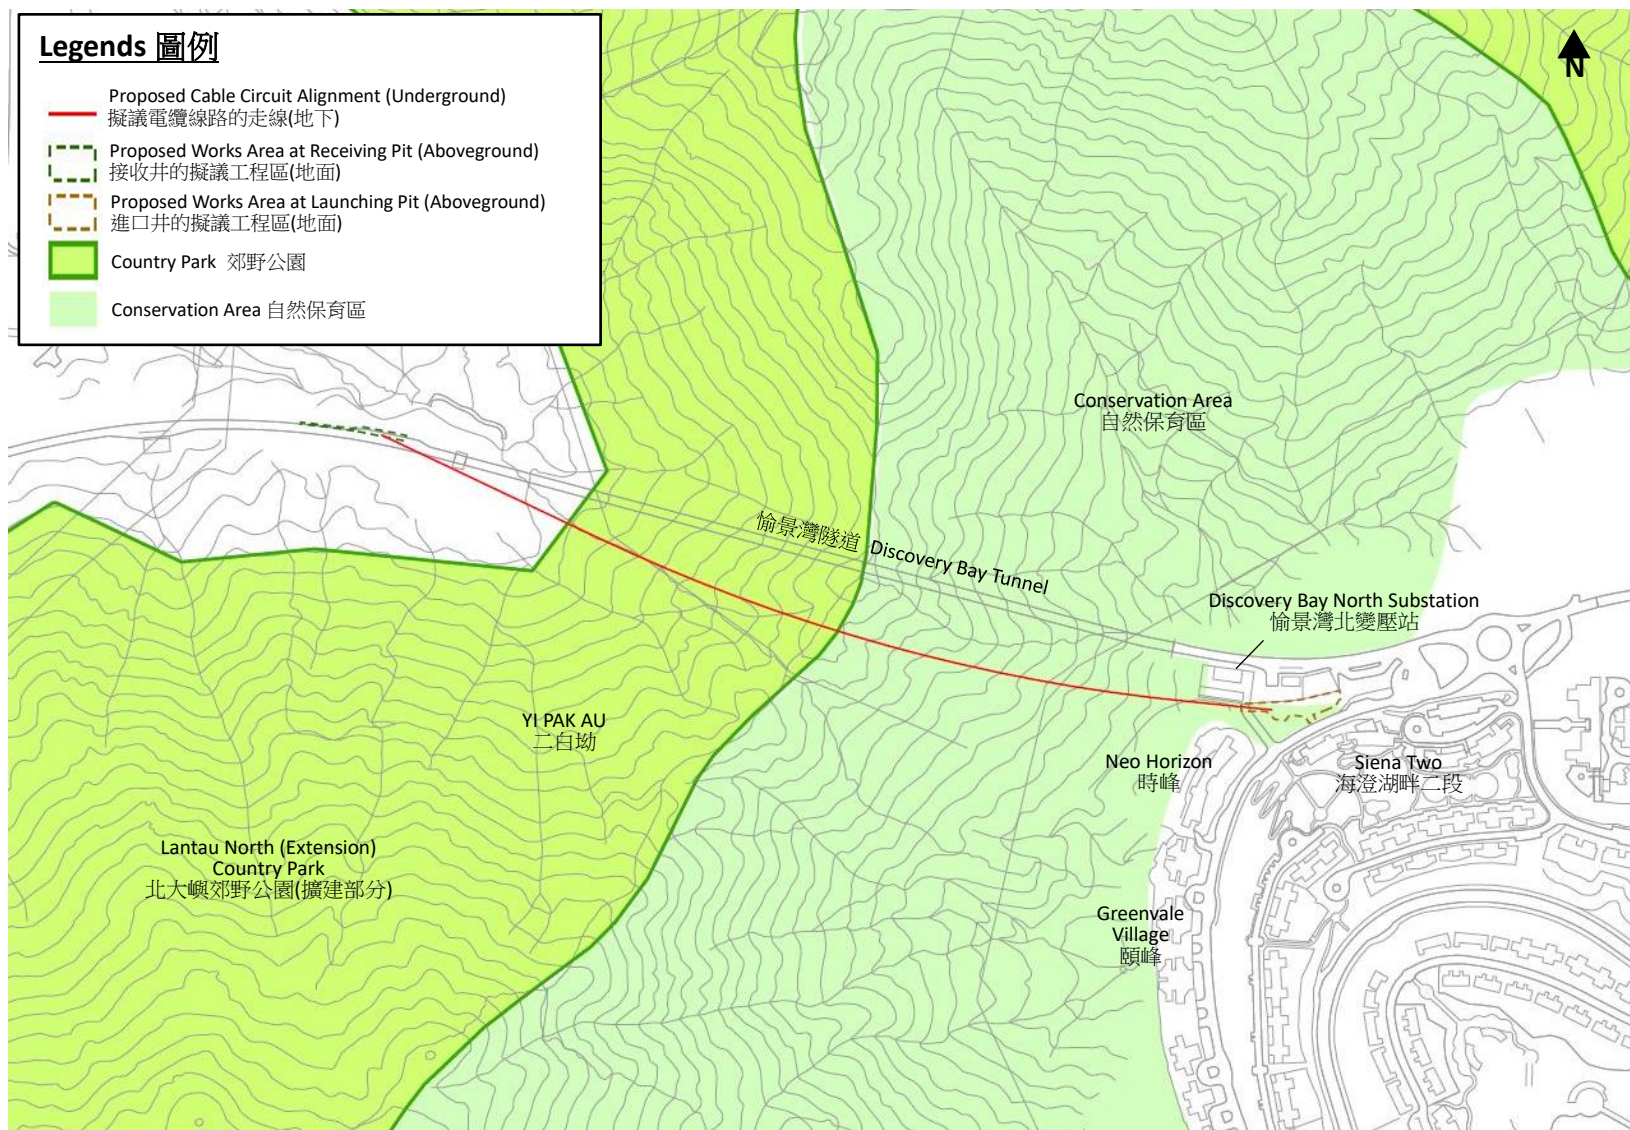 Legends 圖例
Proposed Cable Circuit Alignment (Underground)
擬議電纜線路的走線(地下)
Proposed Works Area at Receiving Pit (Aboveground)
接收井的擬議工程區(地面)
Proposed Works Area at Launching Pit (Aboveground)
進口井的擬議工程區(地面)
Country Park 郊野公園
Conservation Area 自然保育區
N
Conservation Area
自然保育區
愉景灣隧道 Discovery Bay Tunnel
Discovery Bay North Substation
愉景灣北變壓站
YI PAK AU
二白坳
Neo Horizon
時峰
Siena Two
海澄湖畔二段
Lantau North (Extension)
Country Park
北大嶼郊野公園(擴建部分)
Greenvale
Village
頤峰